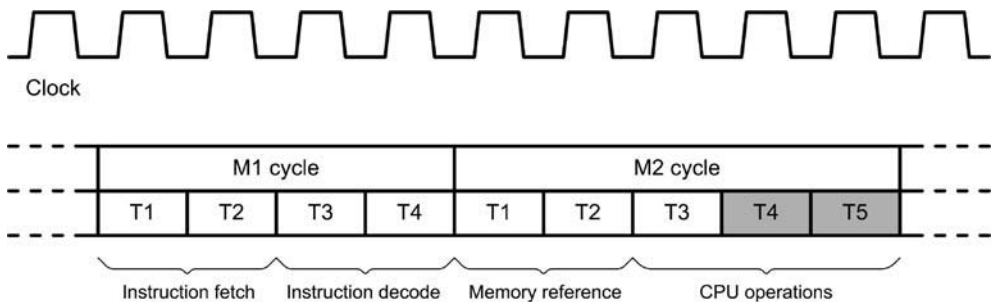 Clock
M1 cycle M2 cycle
T1 T2 T3 T4 T1 T2 T3 T4 T5
Instruction fetch Instruction decode Memory reference CPU operations